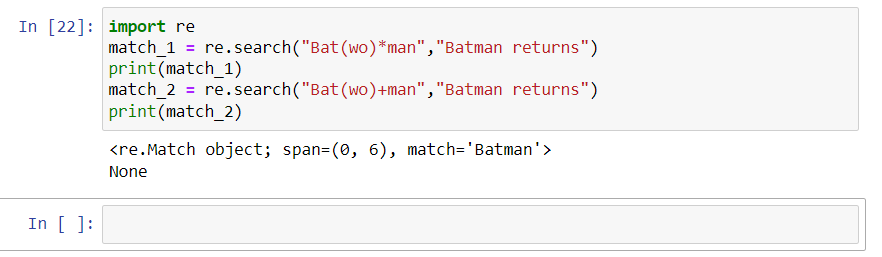 In [22]: import re
match_1 = re.search("Bat(wo)*man","Batman returns")
print(match_1)
match_2 = re.search("Bat(wo)+man","Batman returns")
print(match_2)
<re.Match object; span=(0, 6), match='Batman'>
None
In [ ]: